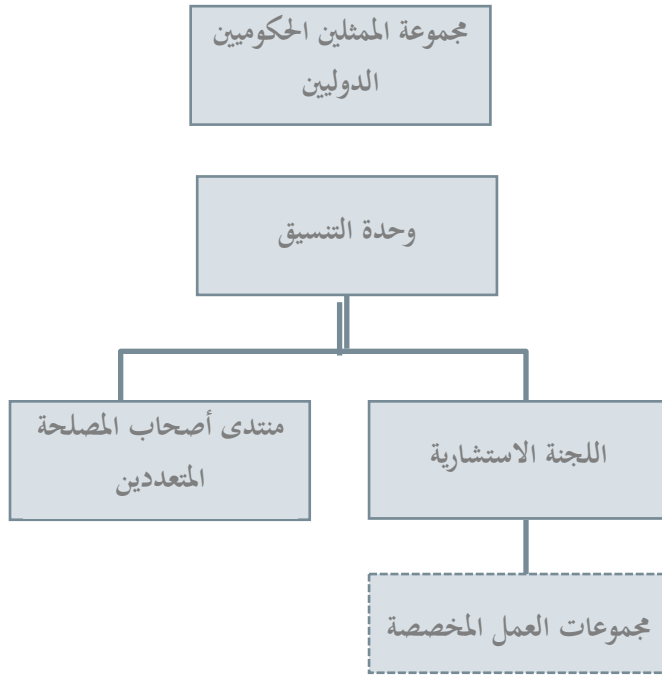 مجموعة الممثلين الحكوميين
الدوليين
وحدة التنسيق
اللجنة الاستشارية
منتدى أصحاب المصلحة
المتعددين
مجموعات العمل المخصصة